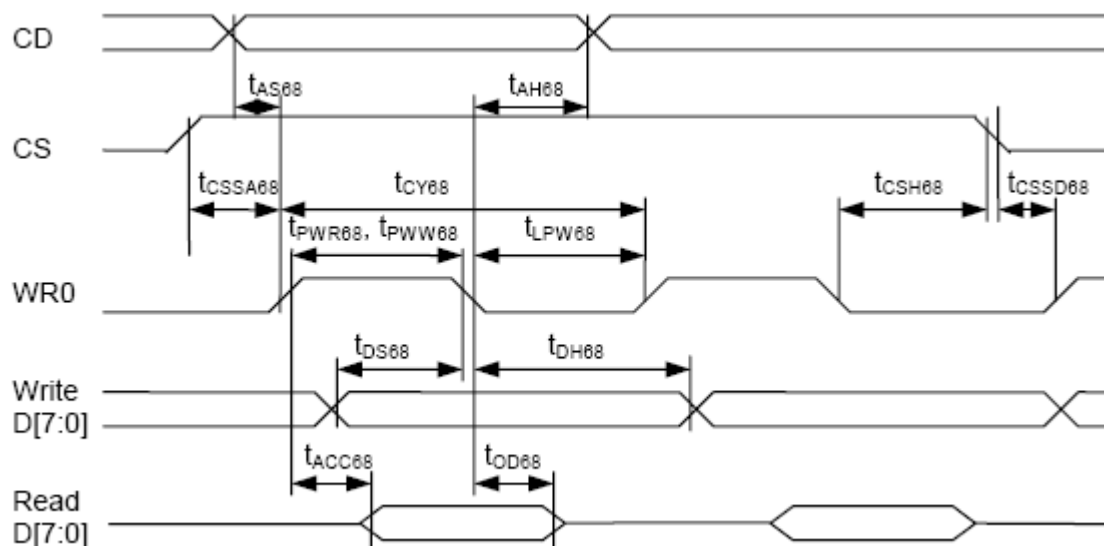 CD
tAS68
tAH68
CS
tCSSA68
tCY68
tCSH68
tCSSD68
tPWR68, tPWW68
tLPW68
WR0
tDS68
tDH68
Write
D[7:0]
tACC68
tOD68
Read
D[7:0]